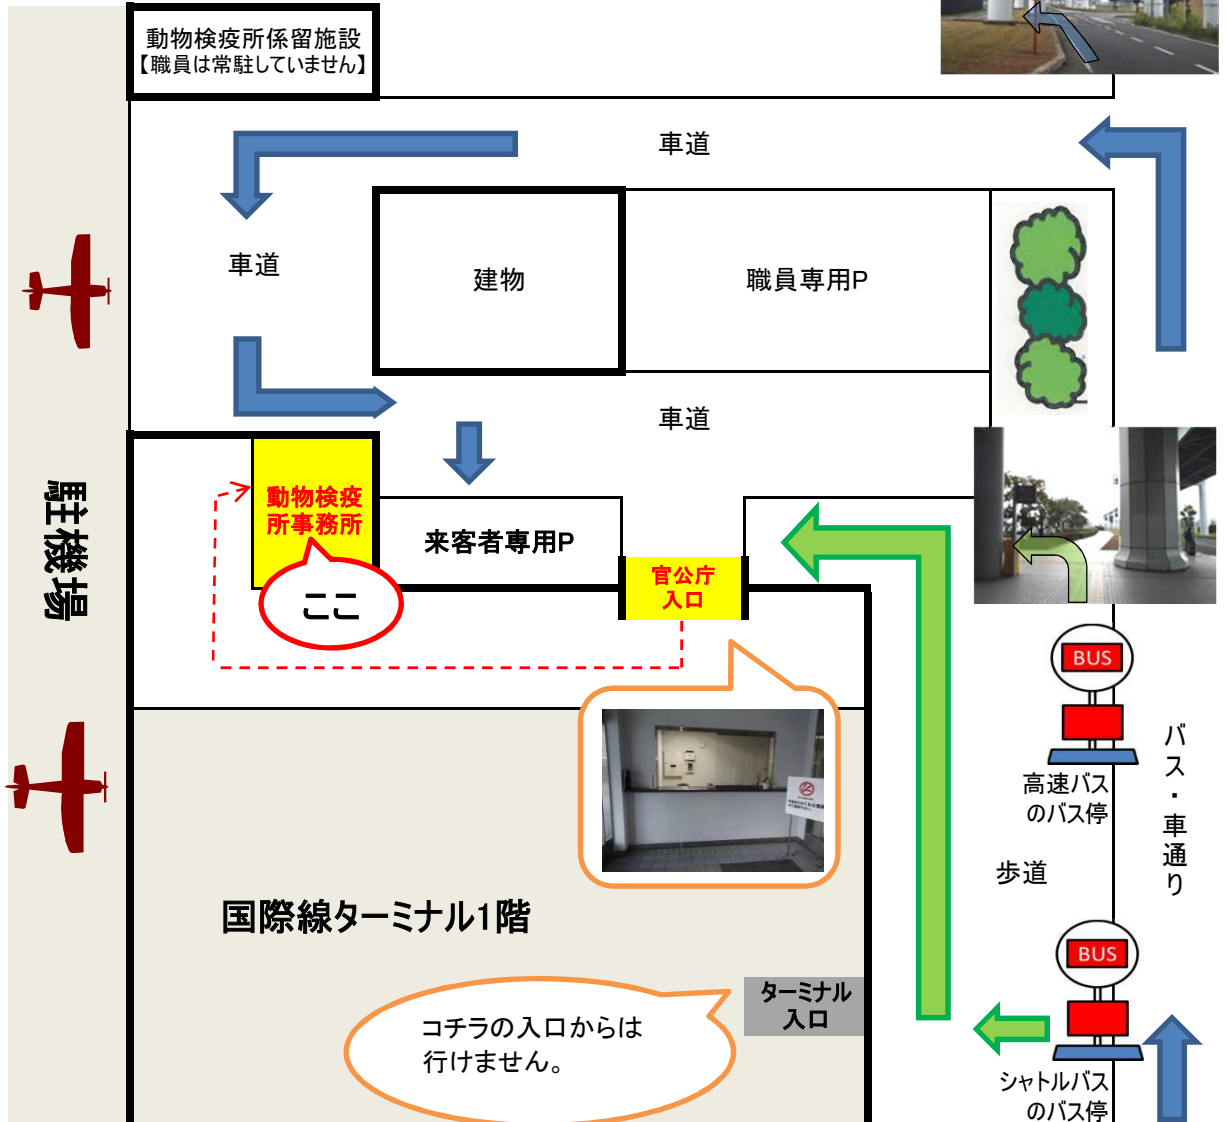 動物検疫所係留施設
【職員は常駐していません】
車道
車道
建物
職員専用P
車道
駐機場
動物検疫
所事務所
来客者専用P
官公庁
入口
ここ
BUS
高速バス
のバス停
バス・車通り
歩道
国際線ターミナル1階
BUS
ターミナル
入口
コチラの入口からは
行けません。
シャトルバス
のバス停